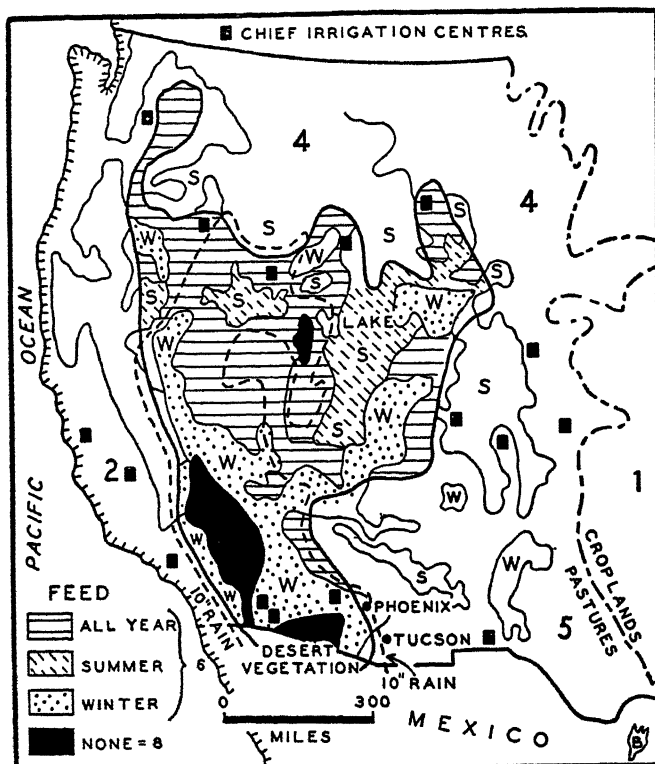 CHIEF IRRIGATION CENTRES
4
4
S
S
S
S
W
S
S
W
S
LAKE
W
S
S
W
S
W
OCEAN
2
W
W
S
W
1
PACIFIC
W
W
W
W
S
5
CROPLANDS
PASTURES
FEED
10" RAIN
ALL YEAR
SUMMER
WINTER
NONE = 8
6
PHOENIX
TUCSON
DESERT
VEGETATION
10" RAIN
0 300
MILES
MEXICO
B